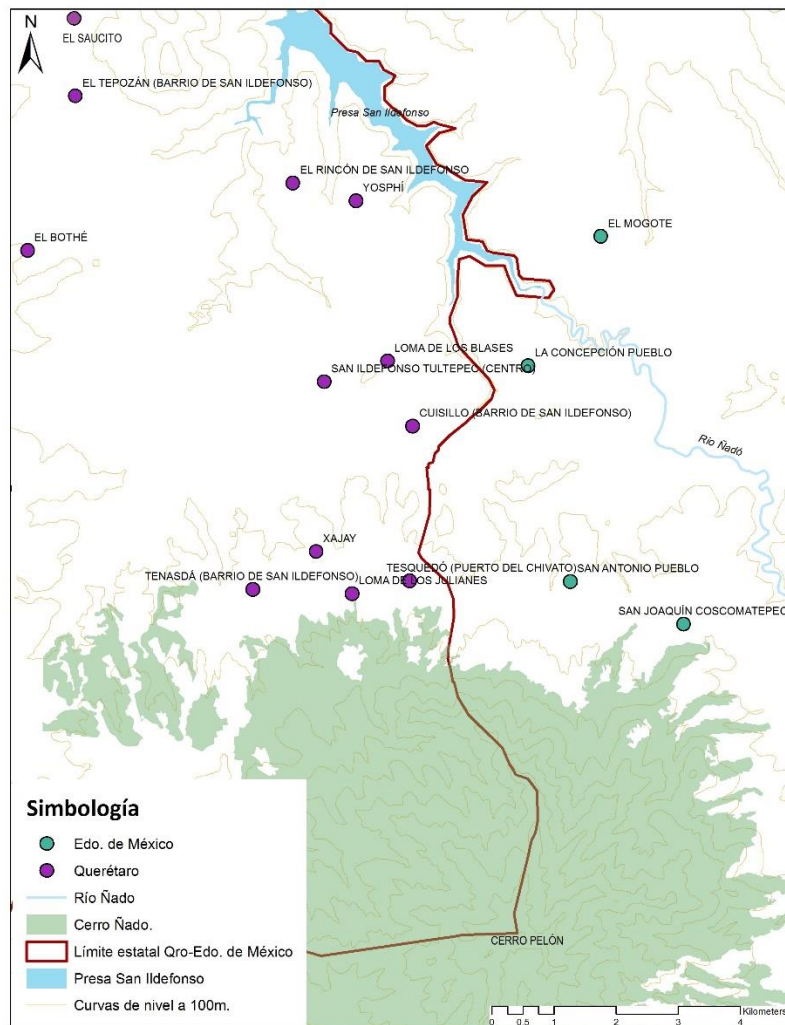 N
EL SAUCITO
EL TEPOZÁN (BARRIO DE SAN ILDEFONSO)
Presa San Ildefonso
EL RINCÓN DE SAN ILDEFONSO
YOSPHÍ
EL MOGOTE
EL BOTHÉ
LOMA DE LOS BLASES
LA CONCEPCIÓN PUEBLO
SAN ILDEFONSO TULTEPEC (CENTRO)
CUISILLO (BARRIO DE SAN ILDEFONSO)
Río Ñadó
XAJAY
TESQUEDÓ (PUERTO DEL CHIVATO)
SAN ANTONIO PUEBLO
TENASDÁ (BARRIO DE SAN ILDEFONSO)
LOMA DE LOS JULIANES
SAN JOAQUÍN COSCOMATEPEC
CERRO PELÓN
Simbología
Edo. de México
Querétaro
Río Ñado
Cerro Ñado.
Límite estatal Qro-Edo. de México
Presa San Ildefonso
Curvas de nivel a 100m.
0 0.5 1 2 3 4
Kilometers